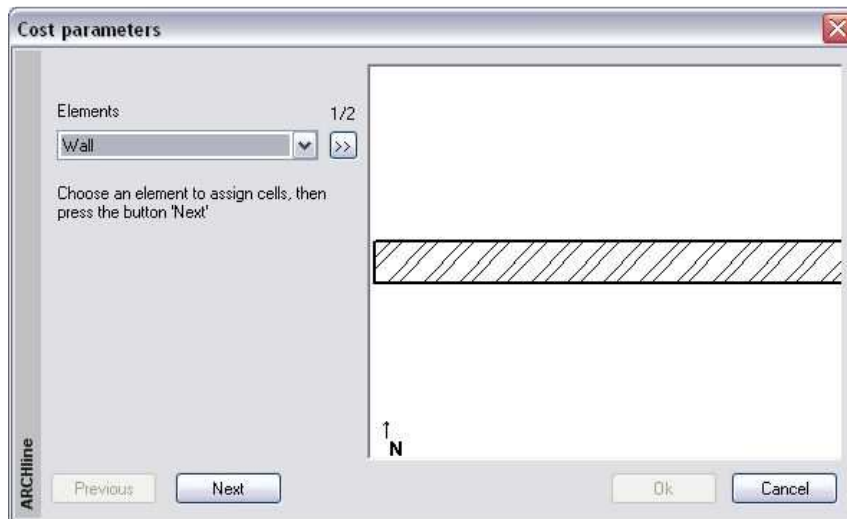 Cost parameters
Elements 1/2
Wall >>
Choose an element to assign cells, then
press the button 'Next'
N
ARCHline
Previous Next Ok Cancel